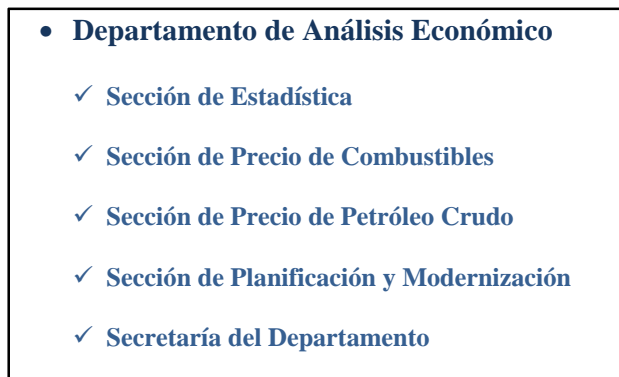 • Departamento de Análisis Económico
✓ Sección de Estadística
✓ Sección de Precio de Combustibles
✓ Sección de Precio de Petróleo Crudo
✓ Sección de Planificación y Modernización
✓ Secretaría del Departamento